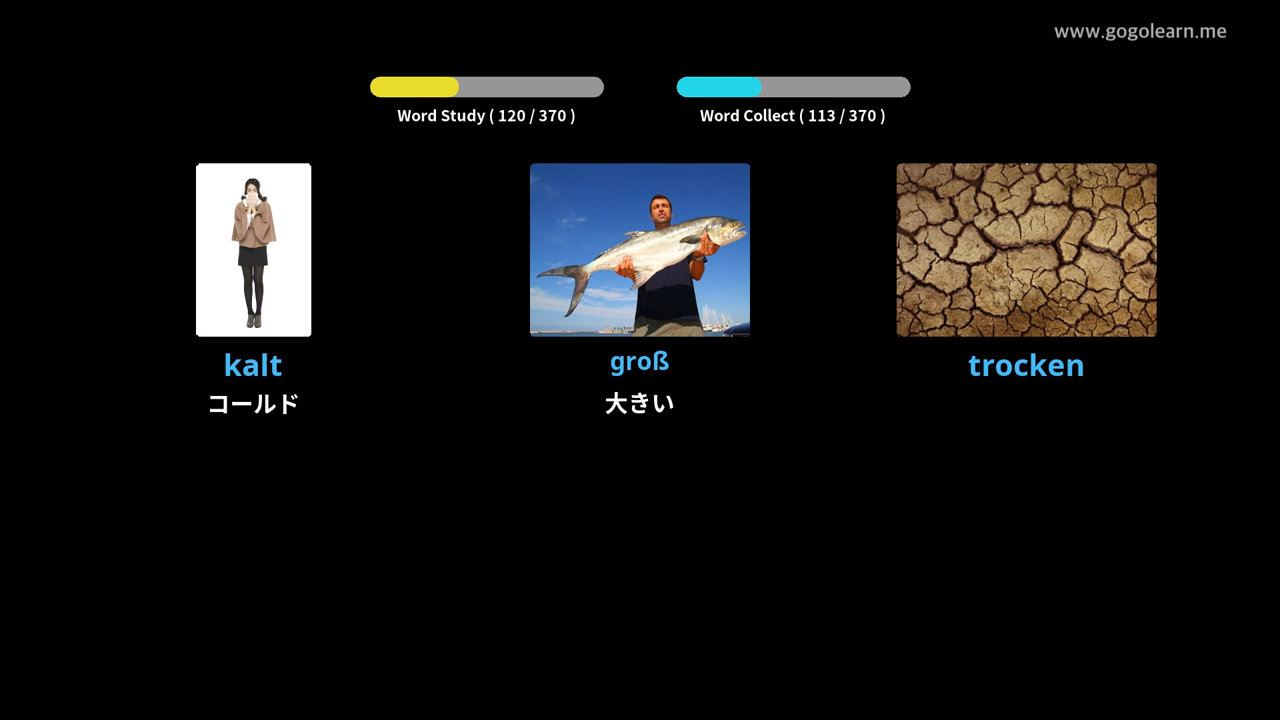 www.gogolearn.me
Word Study ( 120 / 370 )
Word Collect ( 113 / 370 )
kalt
groß
trocken
コールド
大きい